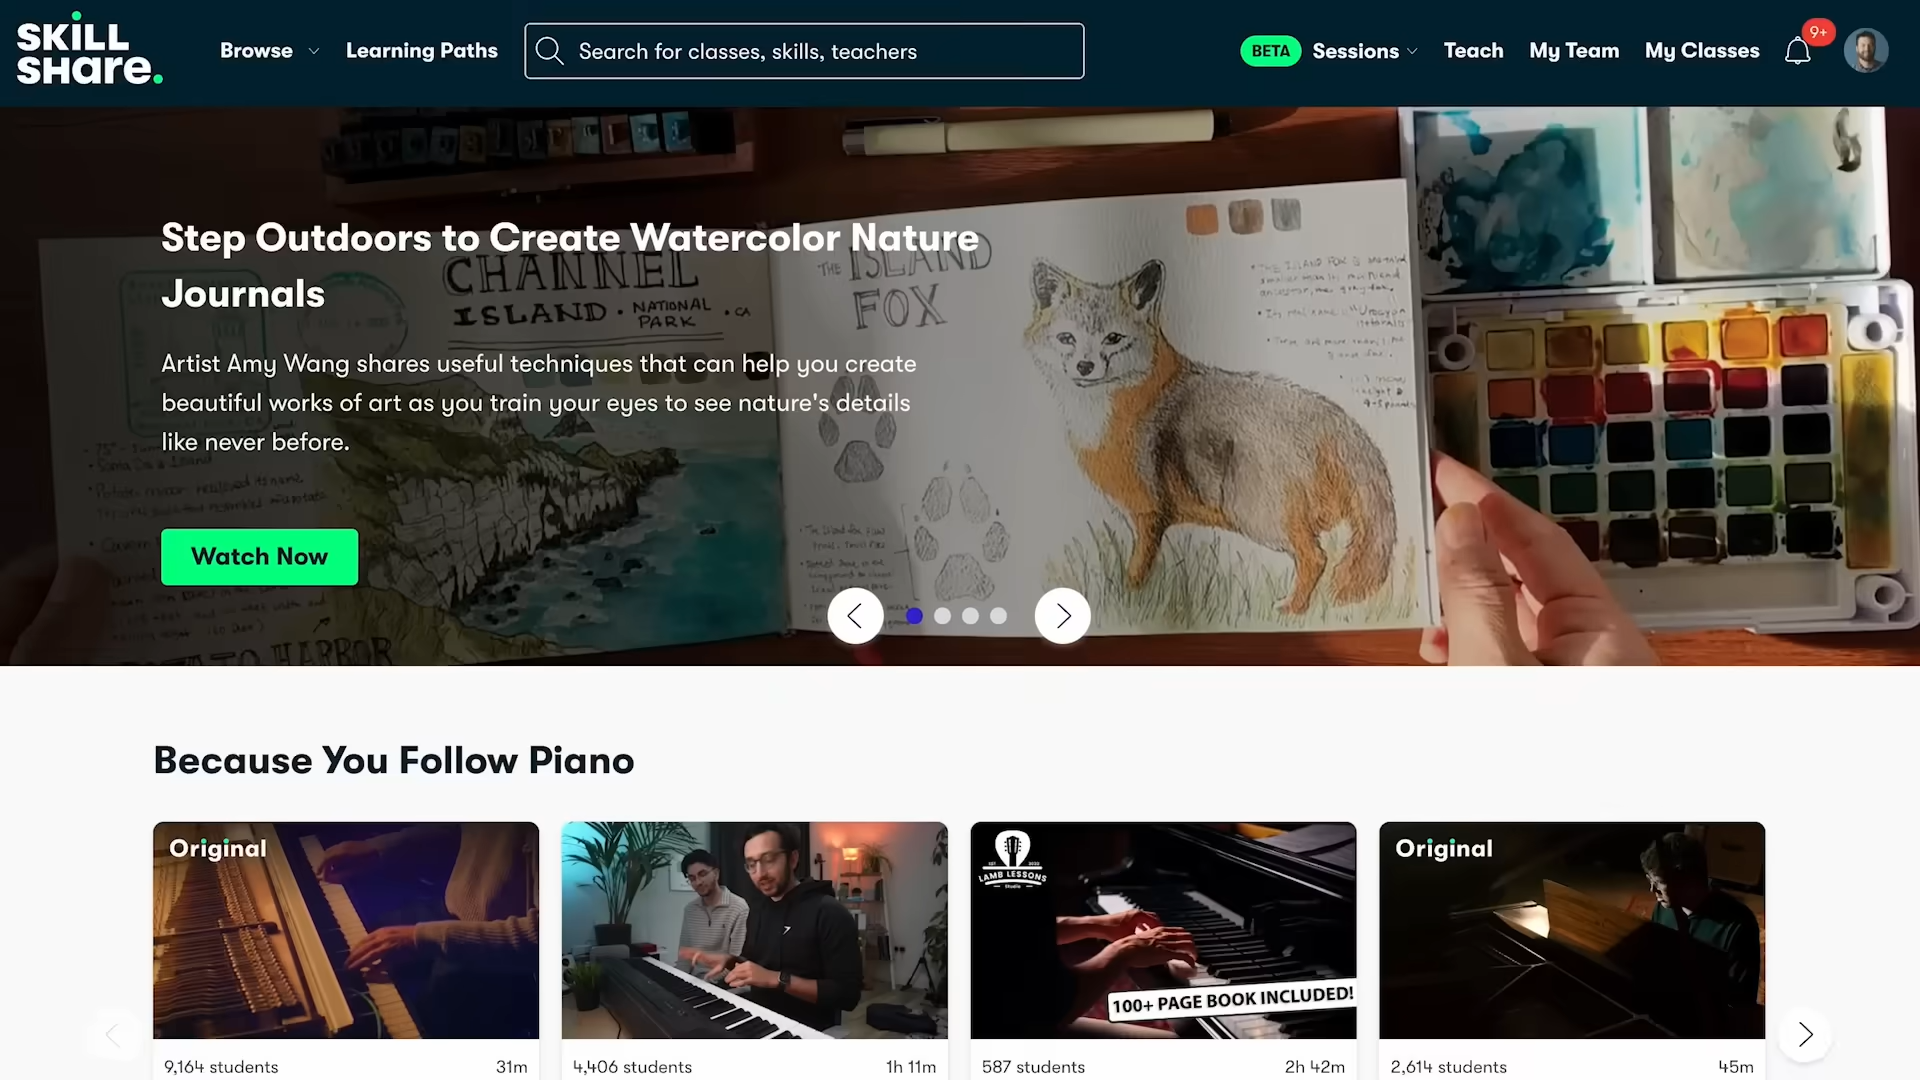 SKILL
SHare.
Browse
Learning Paths
Search for classes, skills, teachers
BETA
Sessions
Teach
My Team
My Classes
9+
Step Outdoors to Create Watercolor Nature
Journals
CHANNEL
ISLAND · NATIONAL
PARK · CA
THE ISLAND
FOX
Artist Amy Wang shares useful techniques that can help you create
beautiful works of art as you train your eyes to see nature's details
like never before.
Watch Now
HARBOR
Because You Follow Piano
Original
LAMB LESSONS
Studio
100+ PAGE BOOK INCLUDED!
Original
9,164 students
31m
4,406 students
1h 11m
587 students
2h 42m
2,614 students
45m